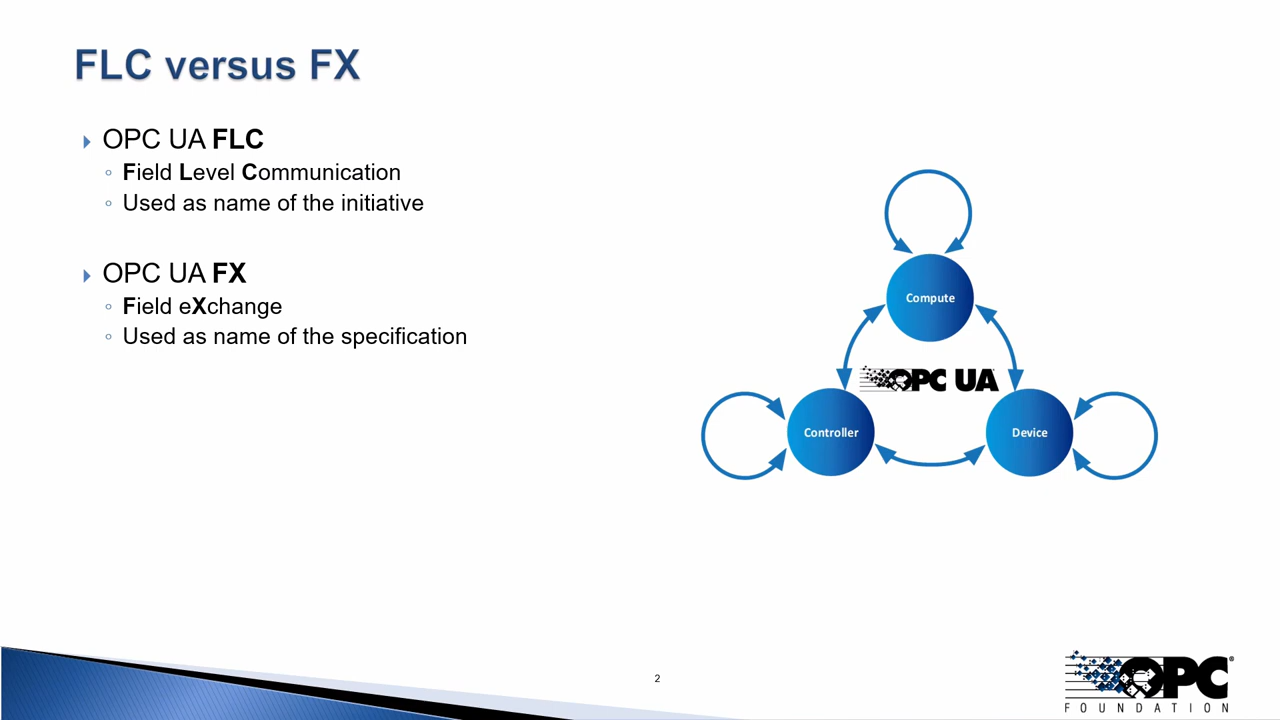 FLC versus FX
OPC UA FLC
Field Level Communication
Used as name of the initiative
OPC UA FX
Field eXchange
Used as name of the specification
Compute
OPC UA
Controller
Device
2
OPC®
FOUNDATION